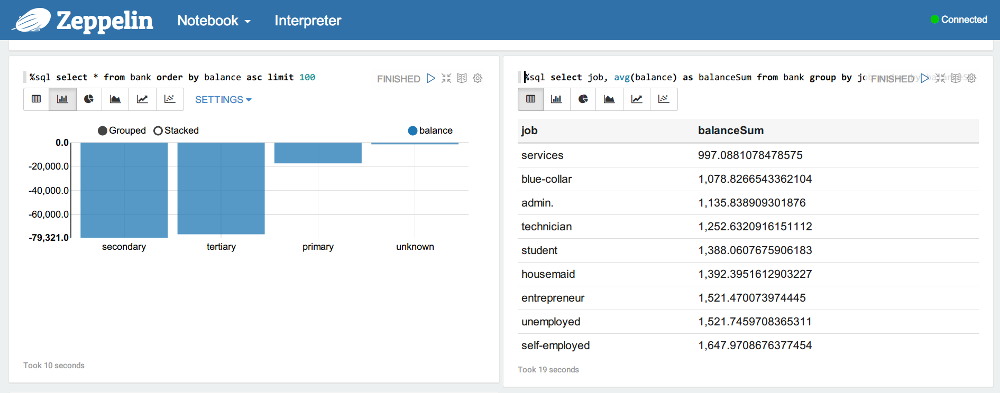 Zeppelin Notebook Interpreter Connected
%sql select * from bank order by balance asc limit 100
FINISHED
SETTINGS
Grouped Stacked balance
0.0
-20,000.0
-40,000.0
-60,000.0
-79,321.0
secondary tertiary primary unknown
Took 10 seconds
%sql select job, avg(balance) as balanceSum from bank group by job
FINISHED
job balanceSum
services 997.0881078478575
blue-collar 1,078.8266543362104
admin. 1,135.838909301876
technician 1,252.6320916151112
student 1,388.0607675906183
housemaid 1,392.3951612903227
entrepreneur 1,521.470073974445
unemployed 1,521.7459708365311
self-employed 1,647.9708676377454
Took 19 seconds